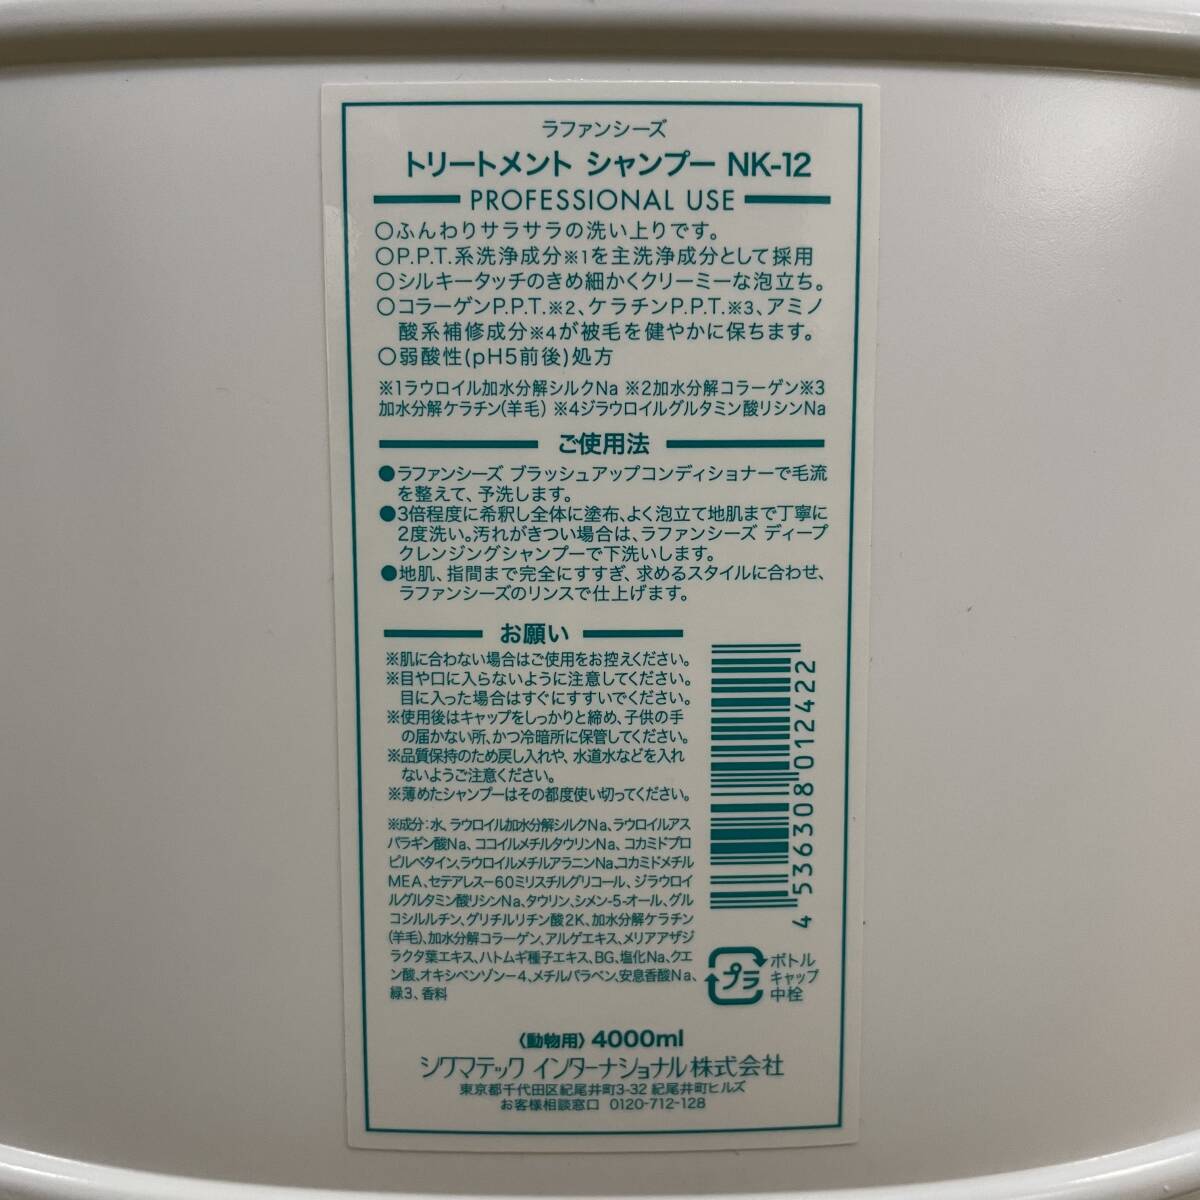 ラファンシーズ
トリートメント シャンプー NK-12
PROFESSIONAL USE
○ふんわりサラサラの洗い上りです。
○P.P.T.系洗浄成分※1を主洗浄成分として採用
○シルキータッチのきめ細かくクリーミーな泡立ち。
○コラーゲンP.P.T.※2、ケラチンP.P.T.※3、アミノ
酸系補修成分※4が被毛を健やかに保ちます。
○弱酸性(pH5前後)処方
※1ラウロイル加水分解シルクNa ※2加水分解コラーゲン※3
加水分解ケラチン(羊毛) ※4ジラウロイルグルタミン酸リシンNa
ご使用法
●ラファンシーズ ブラッシュアップコンディショナーで毛流
を整えて、予洗します。
●3倍程度に希釈し全体に塗布、よく泡立て地肌まで丁寧に
2度洗い。汚れがきつい場合は、ラファンシーズ ディープ
クレンジングシャンプーで下洗いします。
●地肌、指間まで完全にすすぎ、求めるスタイルに合わせ、
ラファンシーズのリンスで仕上げます。
お願い
※肌に合わない場合はご使用をお控えください。
※目や口に入らないように注意してください。
目に入った場合はすぐにすすいでください。
※使用後はキャップをしっかりと締め、子供の手
の届かない所、かつ冷暗所に保管してください。
※品質保持のため戻し入れや、水道水などを入れ
ないようご注意ください。
※薄めたシャンプーはその都度使い切ってください。
※成分:水、ラウロイル加水分解シルクNa、ラウロイルアス
パラギン酸Na、ココイルメチルタウリンNa、コカミドプロ
ピルベタイン、ラウロイルメチルアラニンNa、コカミドメチル
MEA、セテアレス－60ミリスチルグリコール、ジラウロイ
ルグルタミン酸リシンNa、タウリン、シメン-5-オール、グル
コシルルチン、グリチルリチン酸2K、加水分解ケラチン
(羊毛)、加水分解コラーゲン、アルゲエキス、メリアアザジ
ラクタ葉エキス、ハトムギ種子エキス、BG、塩化Na、クエ
ン酸、オキシベンゾン－4、メチルパラベン、安息香酸Na、
緑3、香料
4 536308 012422
プラ
ボトル
キャップ
中栓
〈動物用〉 4000ml
シグマテック インターナショナル株式会社
東京都千代田区紀尾井町3-32 紀尾井町ヒルズ
お客様相談窓口 0120-712-128